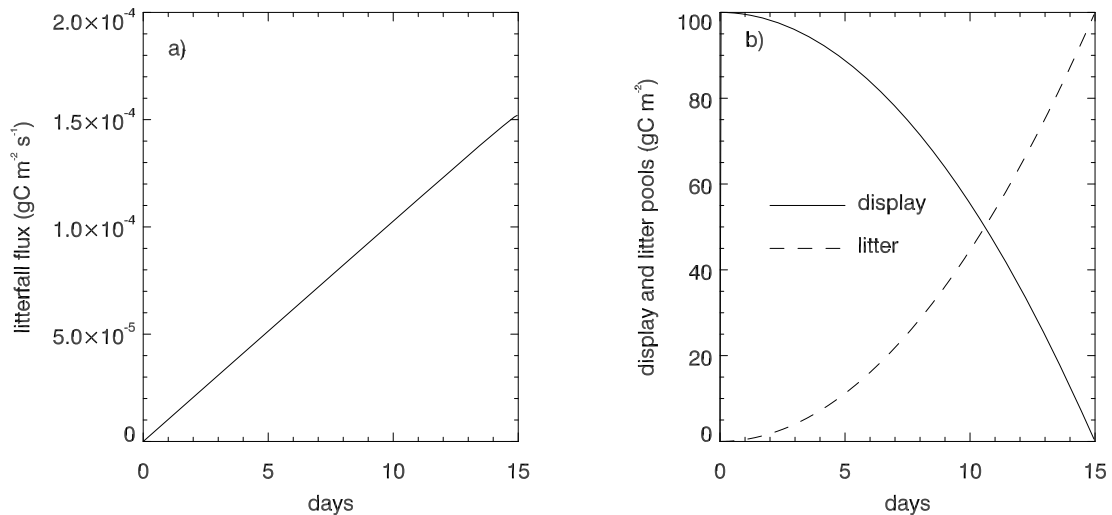 a)
2.0×10⁻⁴
1.5×10⁻⁴
1.0×10⁻⁴
5.0×10⁻⁵
0
litterfall flux (gC m⁻² s⁻¹)
0 5 10 15
days
b)
100
80
60
40
20
0
display and litter pools (gC m⁻²)
display
litter
0 5 10 15
days